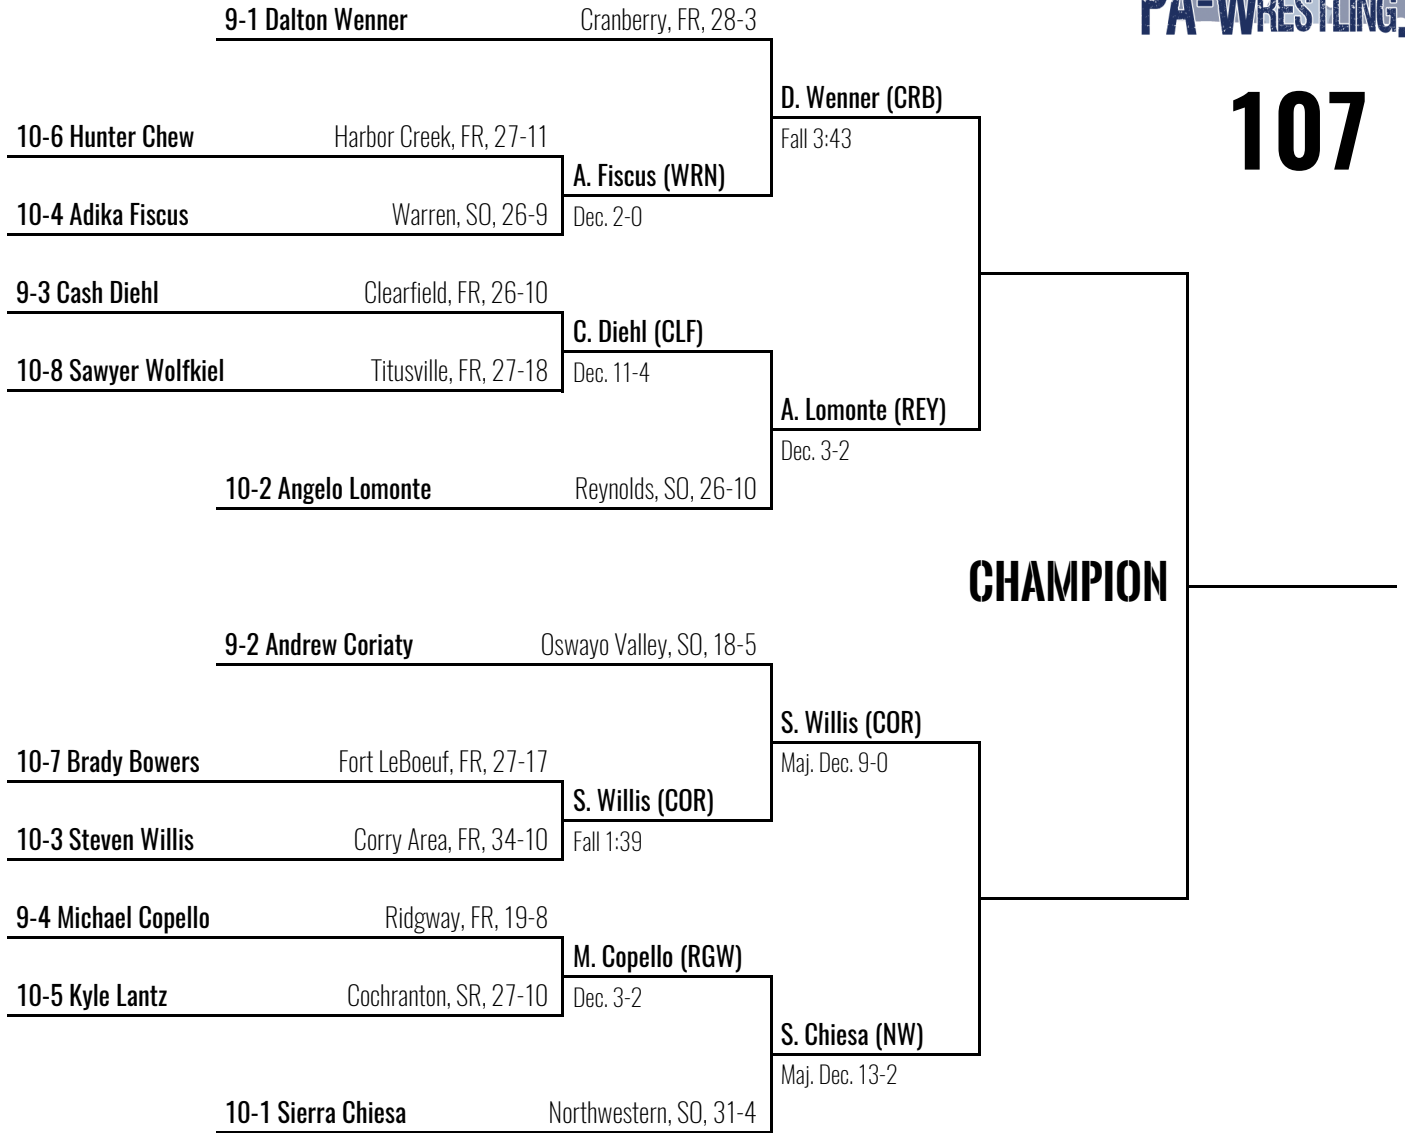 9-1 Dalton Wenner Cranberry, FR, 28-3
PA-WRESTLING.
D. Wenner (CRB)
107
Fall 3:43
10-6 Hunter Chew Harbor Creek, FR, 27-11
A. Fiscus (WRN)
10-4 Adika Fiscus Warren, SO, 26-9
Dec. 2-0
9-3 Cash Diehl Clearfield, FR, 26-10
C. Diehl (CLF)
10-8 Sawyer Wolfkiel Titusville, FR, 27-18
Dec. 11-4
A. Lomonte (REY)
Dec. 3-2
10-2 Angelo Lomonte Reynolds, SO, 26-10
CHAMPION
9-2 Andrew Coriaty Oswayo Valley, SO, 18-5
S. Willis (COR)
Maj. Dec. 9-0
10-7 Brady Bowers Fort LeBoeuf, FR, 27-17
S. Willis (COR)
10-3 Steven Willis Corry Area, FR, 34-10
Fall 1:39
9-4 Michael Copello Ridgway, FR, 19-8
M. Copello (RGW)
10-5 Kyle Lantz Cochranton, SR, 27-10
Dec. 3-2
S. Chiesa (NW)
Maj. Dec. 13-2
10-1 Sierra Chiesa Northwestern, SO, 31-4